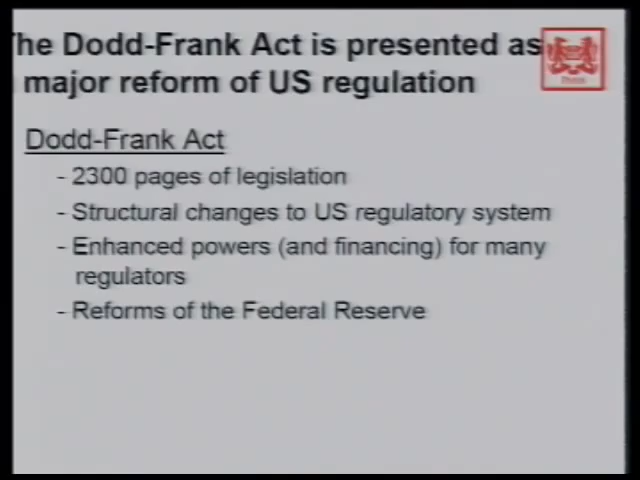 he Dodd-Frank Act is presented as
major reform of US regulation
Dodd-Frank Act
- 2300 pages of legislation
- Structural changes to US regulatory system
- Enhanced powers (and financing) for many
regulators
- Reforms of the Federal Reserve